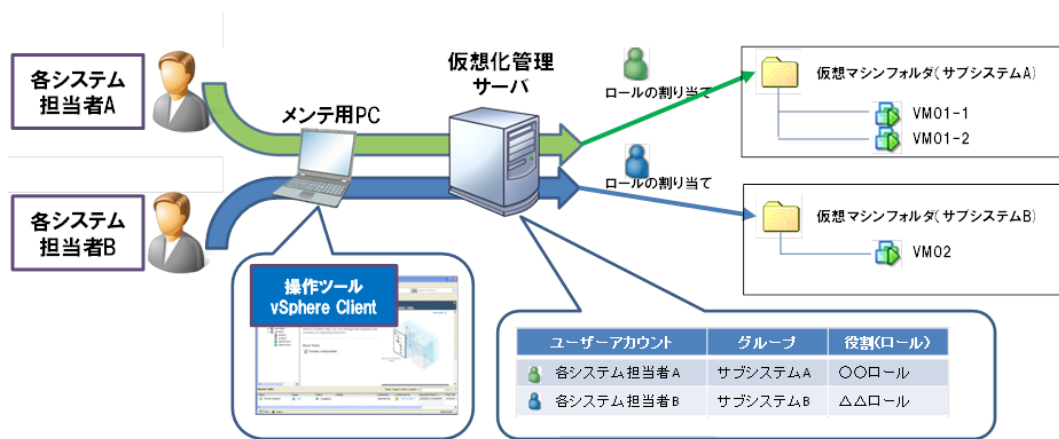 各システム
担当者A
メンテ用PC
仮想化管理
サーバ
ロールの割り当て
仮想マシンフォルダ(サブシステムA)
VM01-1
VM01-2
各システム
担当者B
ロールの割り当て
仮想マシンフォルダ(サブシステムB)
VM02
操作ツール
vSphere Client
ユーザーアカウント グループ 役割(ロール)
各システム担当者A サブシステムA 〇〇ロール
各システム担当者B サブシステムB △△ロール